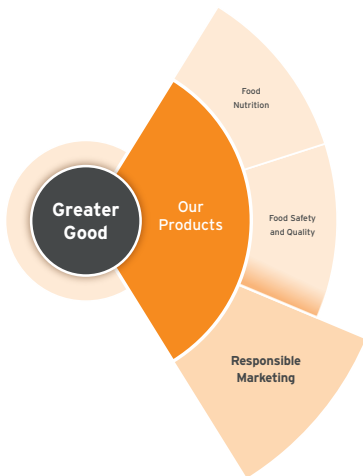 Food
Nutrition
Greater
Good
Our
Products
Food Safety
and Quality
Responsible
Marketing